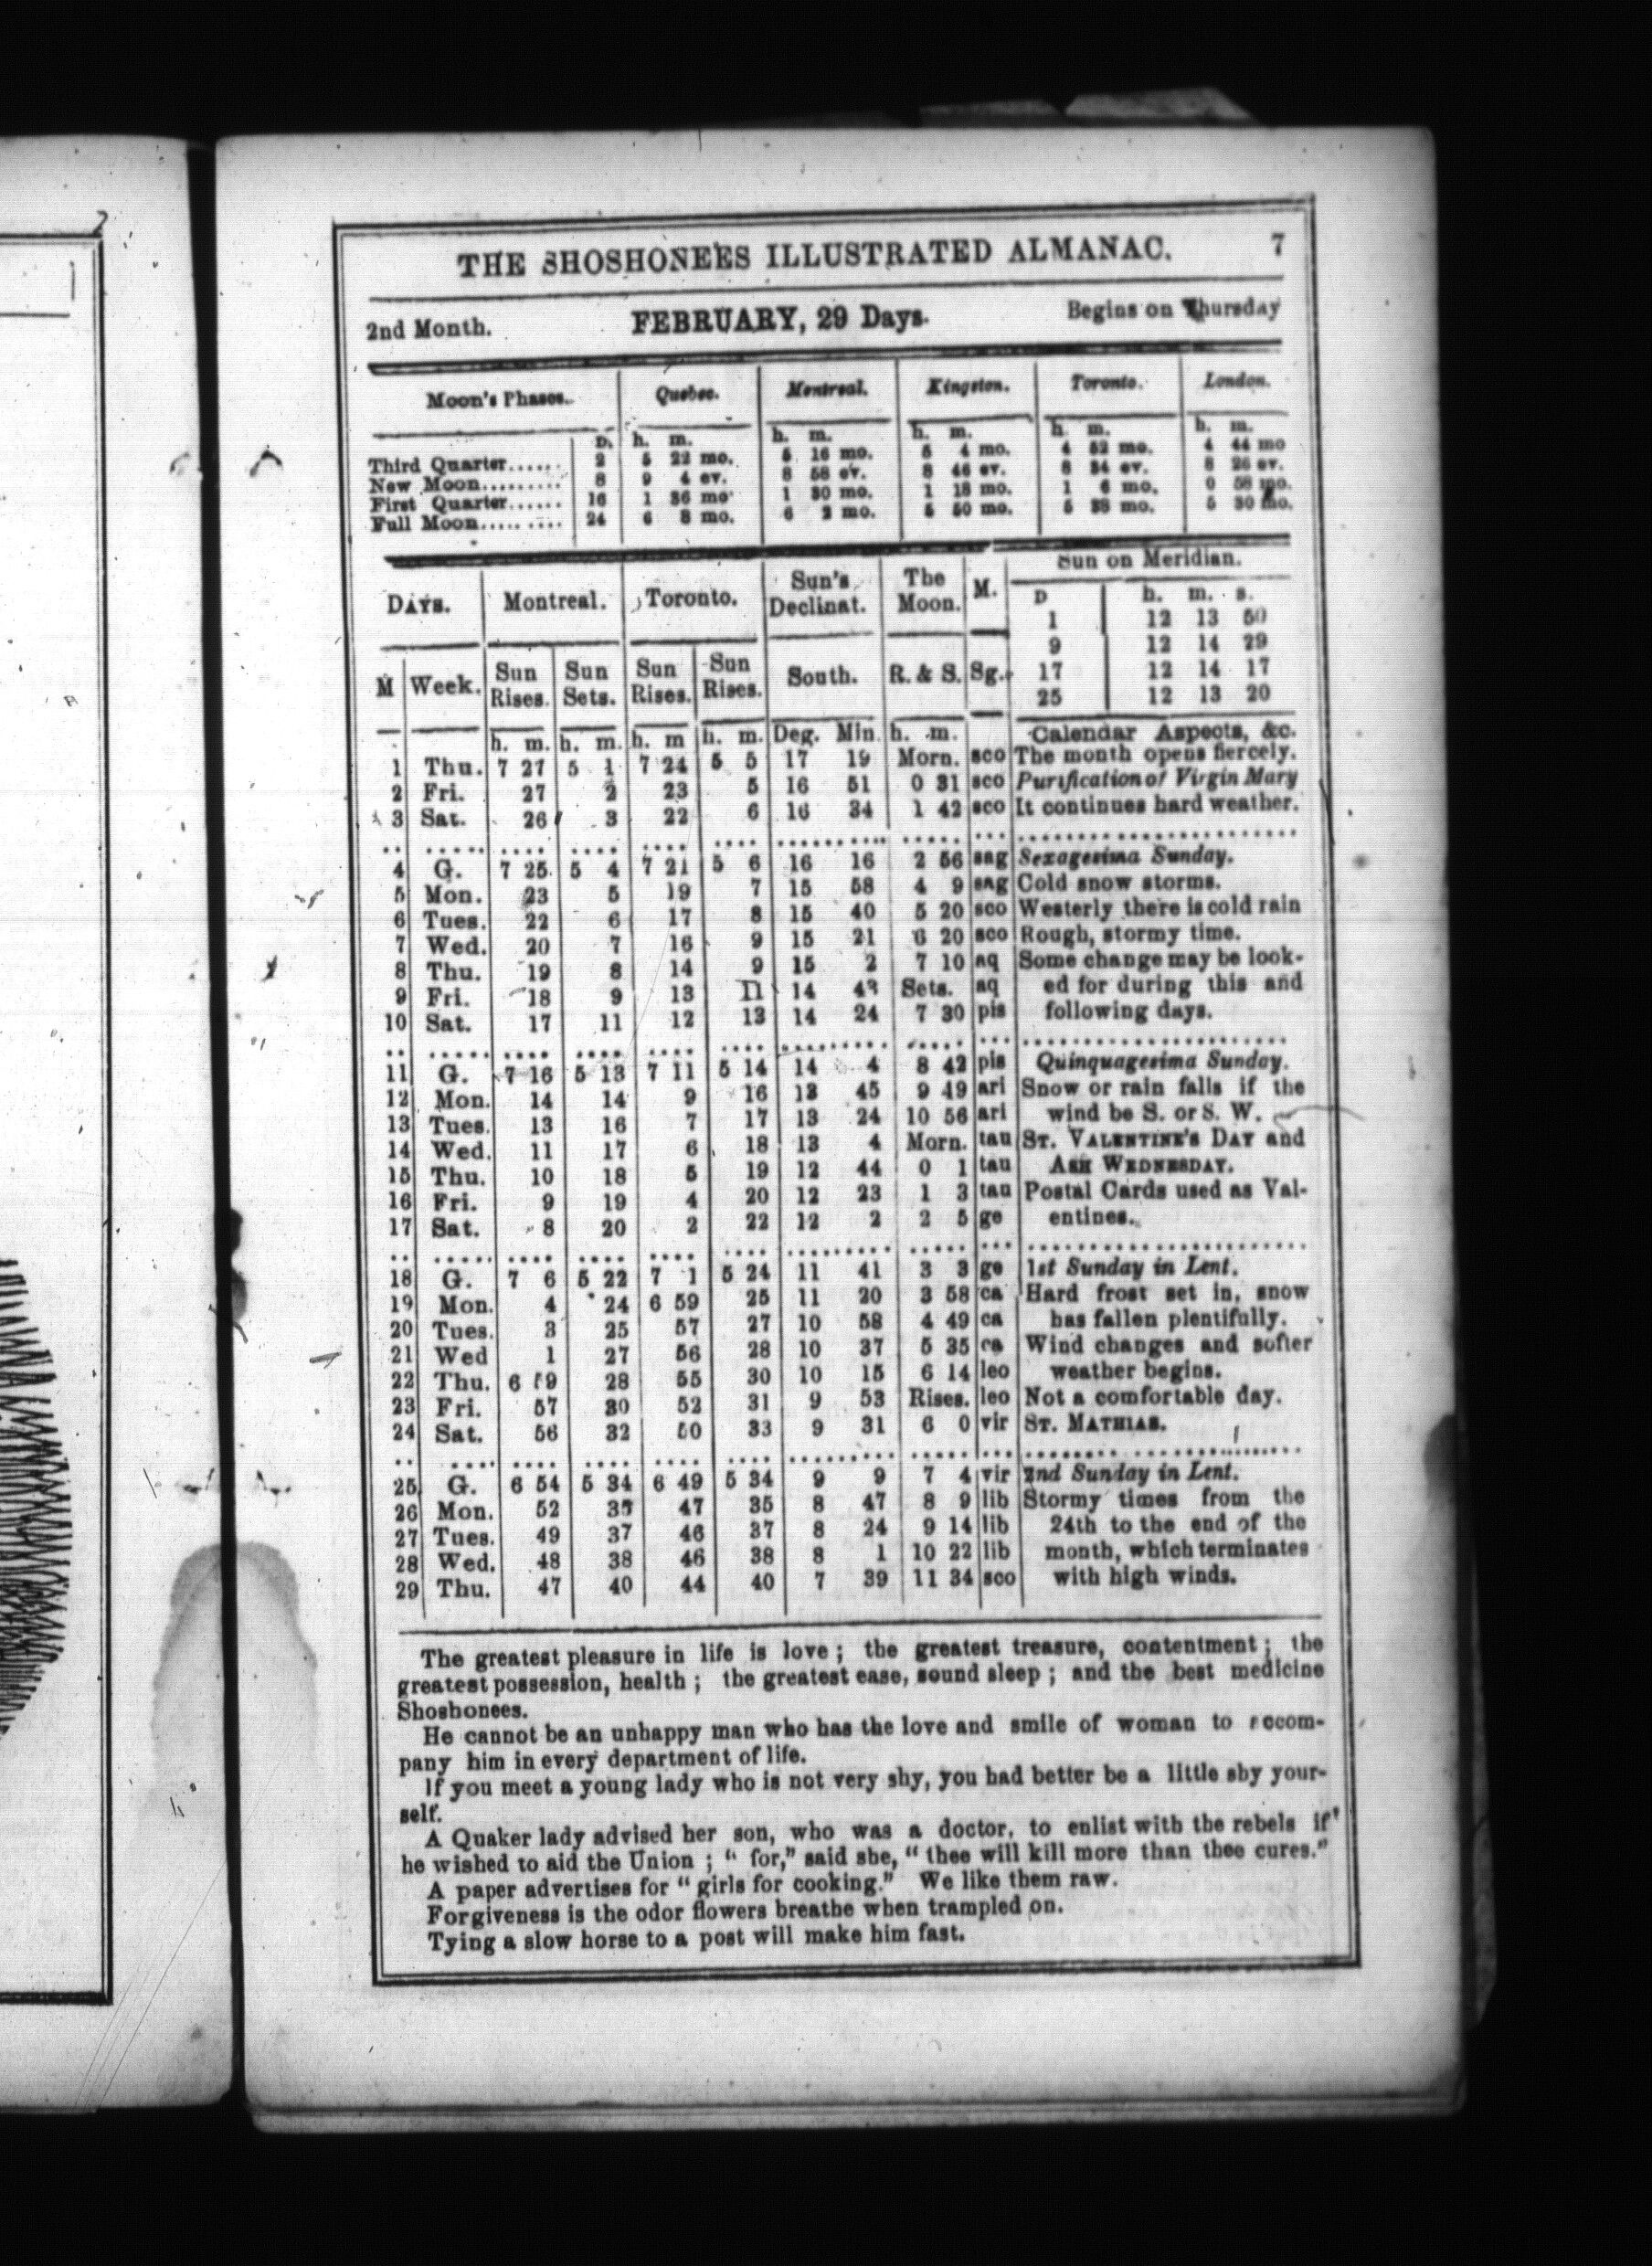 THE SHOSHONEES ILLUSTRATED ALMANAC. 7
2nd Month. FEBRUARY, 29 Days. Begins on Thursday
Moon's Phases. Quebec. Montreal. Kingston. Toronto. London.
D. h. m. h. m. h. m. h. m. h. m.
Third Quarter...... 2 5 22 mo. 5 16 mo. 5 4 mo. 4 52 mo. 4 44 mo
New Moon......... 8 9 4 ev. 8 58 ev. 8 46 ev. 8 34 ev. 8 26 ev.
First Quarter...... 16 1 36 mo 1 30 mo. 1 18 mo. 1 6 mo. 0 58 mo.
Full Moon......... 24 6 8 mo. 6 2 mo. 5 50 mo. 5 38 mo. 5 30 mo.
DAYS. Montreal. Toronto. Sun's Declinat. The Moon. M. Sun on Meridian.
D h. m. s.
1 12 13 50
9 12 14 29
17 12 14 17
25 12 13 20
M Week. Sun Rises. Sun Sets. Sun Rises. Sun Rises. South. R. & S. Sg.
h. m. h. m. h. m h. m. Deg. Min. h. m. Calendar Aspects, &c.
1 Thu. 7 27 5 1 7 24 5 5 17 19 Morn. sco The month opens fiercely.
2 Fri. 27 2 23 5 16 51 0 31 sco Purification of Virgin Mary
3 Sat. 26 3 22 6 16 34 1 42 sco It continues hard weather.
4 G. 7 25 5 4 7 21 5 6 16 16 2 56 sag Sexagesima Sunday.
5 Mon. 23 5 19 7 15 58 4 9 sag Cold snow storms.
6 Tues. 22 6 17 8 15 40 5 20 sco Westerly there is cold rain
7 Wed. 20 7 16 9 15 21 6 20 sco Rough, stormy time.
8 Thu. 19 8 14 9 15 2 7 10 aq Some change may be look-
9 Fri. 18 9 13 11 14 43 Sets. aq ed for during this and
10 Sat. 17 11 12 13 14 24 7 30 pis following days.
11 G. 7 16 5 13 7 11 5 14 14 4 8 42 pis Quinquagesima Sunday.
12 Mon. 14 14 9 16 13 45 9 49 ari Snow or rain falls if the
13 Tues. 13 16 7 17 13 24 10 56 ari wind be S. or S. W.
14 Wed. 11 17 6 18 13 4 Morn. tau ST. VALENTINE'S DAY and
15 Thu. 10 18 5 19 12 44 0 1 tau ASH WEDNESDAY.
16 Fri. 9 19 4 20 12 23 1 3 tau Postal Cards used as Val-
17 Sat. 8 20 2 22 12 2 2 5 ge entines.
18 G. 7 6 5 22 7 1 5 24 11 41 3 3 ge 1st Sunday in Lent.
19 Mon. 4 24 6 59 25 11 20 3 58 ca Hard frost set in, snow
20 Tues. 3 25 57 27 10 58 4 49 ca has fallen plentifully.
21 Wed 1 27 56 28 10 37 5 35 ca Wind changes and softer
22 Thu. 6 59 28 55 30 10 15 6 14 leo weather begins.
23 Fri. 57 30 52 31 9 53 Rises. leo Not a comfortable day.
24 Sat. 56 32 50 33 9 31 6 0 vir ST. MATHIAS.
25 G. 6 54 5 34 6 49 5 34 9 9 7 4 vir 2nd Sunday in Lent.
26 Mon. 52 35 47 35 8 47 8 9 lib Stormy times from the
27 Tues. 49 37 46 37 8 24 9 14 lib 24th to the end of the
28 Wed. 48 38 46 38 8 1 10 22 lib month, which terminates
29 Thu. 47 40 44 40 7 39 11 34 sco with high winds.
The greatest pleasure in life is love ; the greatest treasure, contentment ; the
greatest possession, health ; the greatest ease, sound sleep ; and the best medicine
Shoshonees.
He cannot be an unhappy man who has the love and smile of woman to accom-
pany him in every department of life.
If you meet a young lady who is not very shy, you had better be a little shy your-
self.
A Quaker lady advised her son, who was a doctor, to enlist with the rebels if
he wished to aid the Union ; " for," said she, " thee will kill more than thee cures."
A paper advertises for " girls for cooking." We like them raw.
Forgiveness is the odor flowers breathe when trampled on.
Tying a slow horse to a post will make him fast.